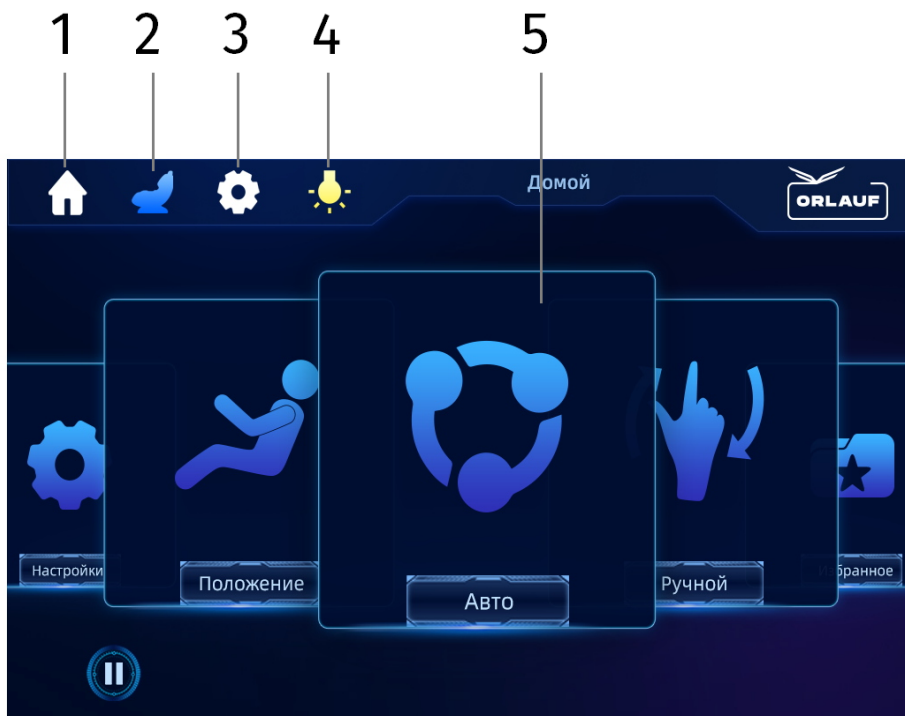 1 2 3 4 5
Домой
ORLAUF
Настройки
Положение
Авто
Ручной
Избранное